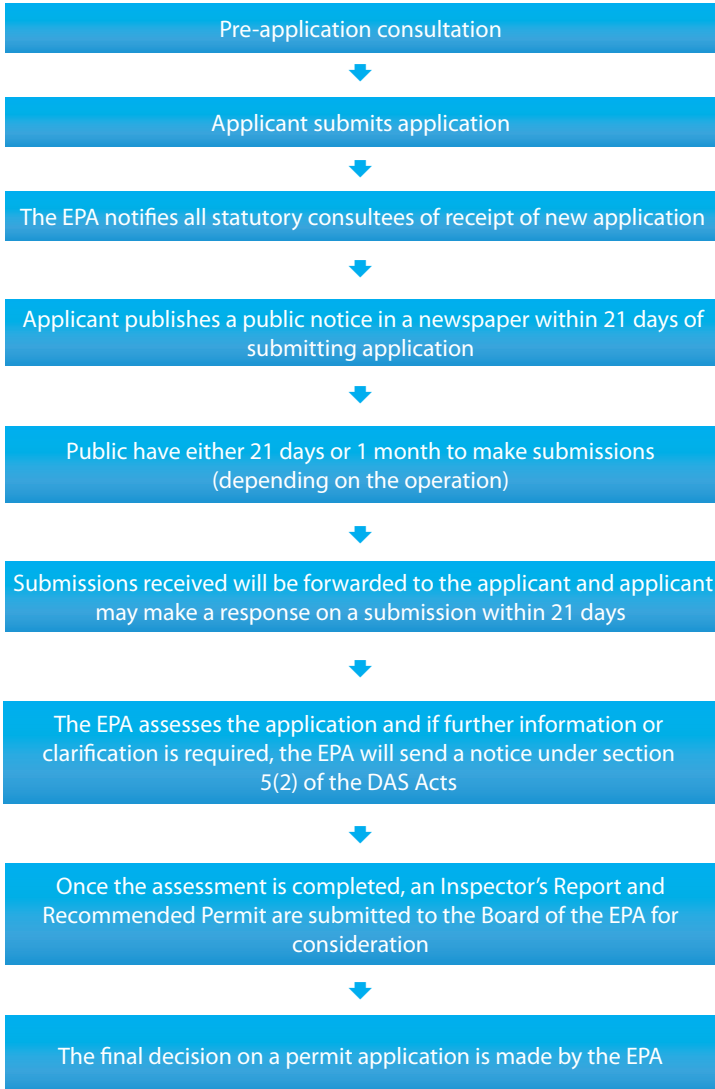 Pre-application consultation
Applicant submits application
The EPA notifies all statutory consultees of receipt of new application
Applicant publishes a public notice in a newspaper within 21 days of
submitting application
Public have either 21 days or 1 month to make submissions
(depending on the operation)
Submissions received will be forwarded to the applicant and applicant
may make a response on a submission within 21 days
The EPA assesses the application and if further information or
clarification is required, the EPA will send a notice under section
5(2) of the DAS Acts
Once the assessment is completed, an Inspector’s Report and
Recommended Permit are submitted to the Board of the EPA for
consideration
The final decision on a permit application is made by the EPA